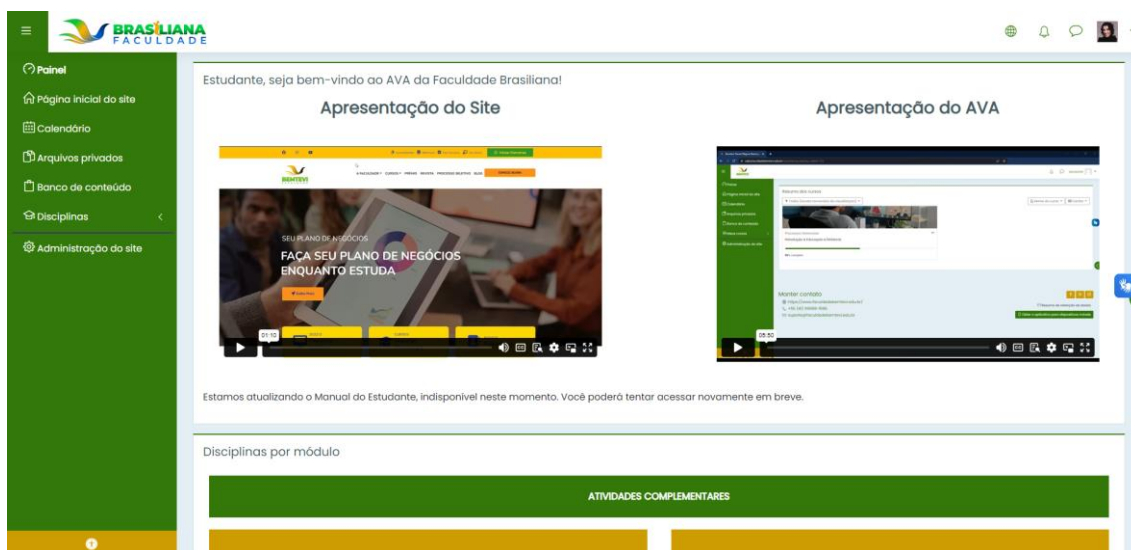 BRASILIANA
FACULDADE
Painel
Página inicial do site
Calendário
Arquivos privados
Banco de conteúdo
Disciplinas
Administração do site
Estudante, seja bem-vindo ao AVA da Faculdade Brasiliana!
Apresentação do Site
Apresentação do AVA
BEMTEVI
SEU PLANO DE NEGÓCIOS
FAÇA SEU PLANO DE NEGÓCIOS
ENQUANTO ESTUDA
01:10
Manter contato
05:50
Estamos atualizando o Manual do Estudante, indisponível neste momento. Você poderá tentar acessar novamente em breve.
Disciplinas por módulo
ATIVIDADES COMPLEMENTARES